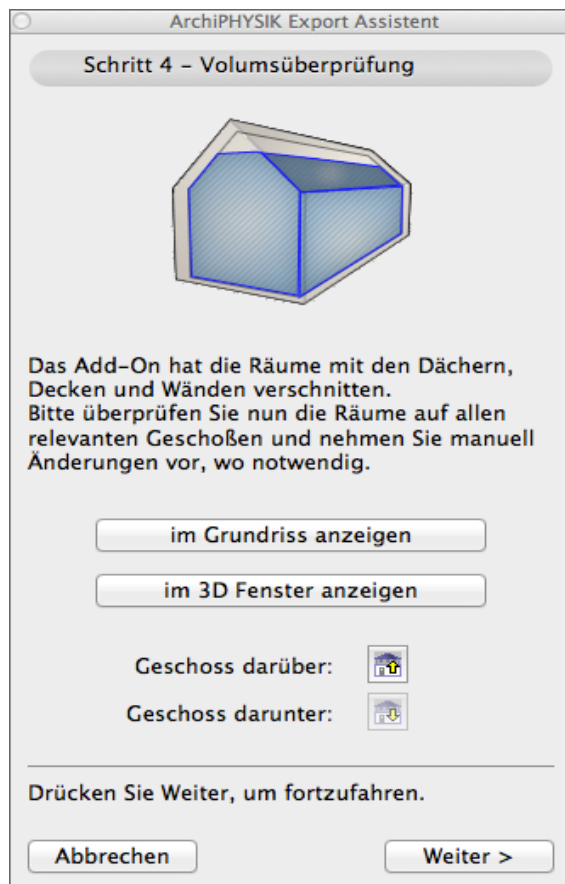 ArchiPHYSIK Export Assistent
Schritt 4 – Volumsüberprüfung
Das Add-On hat die Räume mit den Dächern,
Decken und Wänden verschnitten.
Bitte überprüfen Sie nun die Räume auf allen
relevanten Geschoßen und nehmen Sie manuell
Änderungen vor, wo notwendig.
im Grundriss anzeigen
im 3D Fenster anzeigen
Geschoss darüber:
Geschoss darunter:
Drücken Sie Weiter, um fortzufahren.
Abbrechen
Weiter >